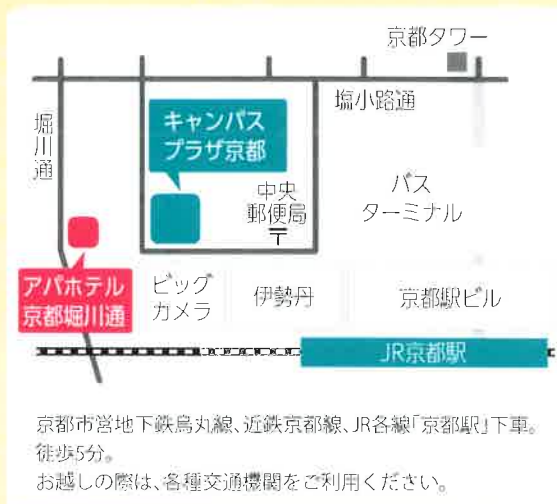 京都タワー
塩小路通
堀川通
キャンパス
プラザ京都
中央
郵便局
〒
バス
ターミナル
アパホテル
京都堀川通
ビッグ
カメラ
伊勢丹
京都駅ビル
JR京都駅
京都市営地下鉄烏丸線、近鉄京都線、JR各線「京都駅」下車。
徒歩5分。
お越しの際は、各種交通機関をご利用ください。